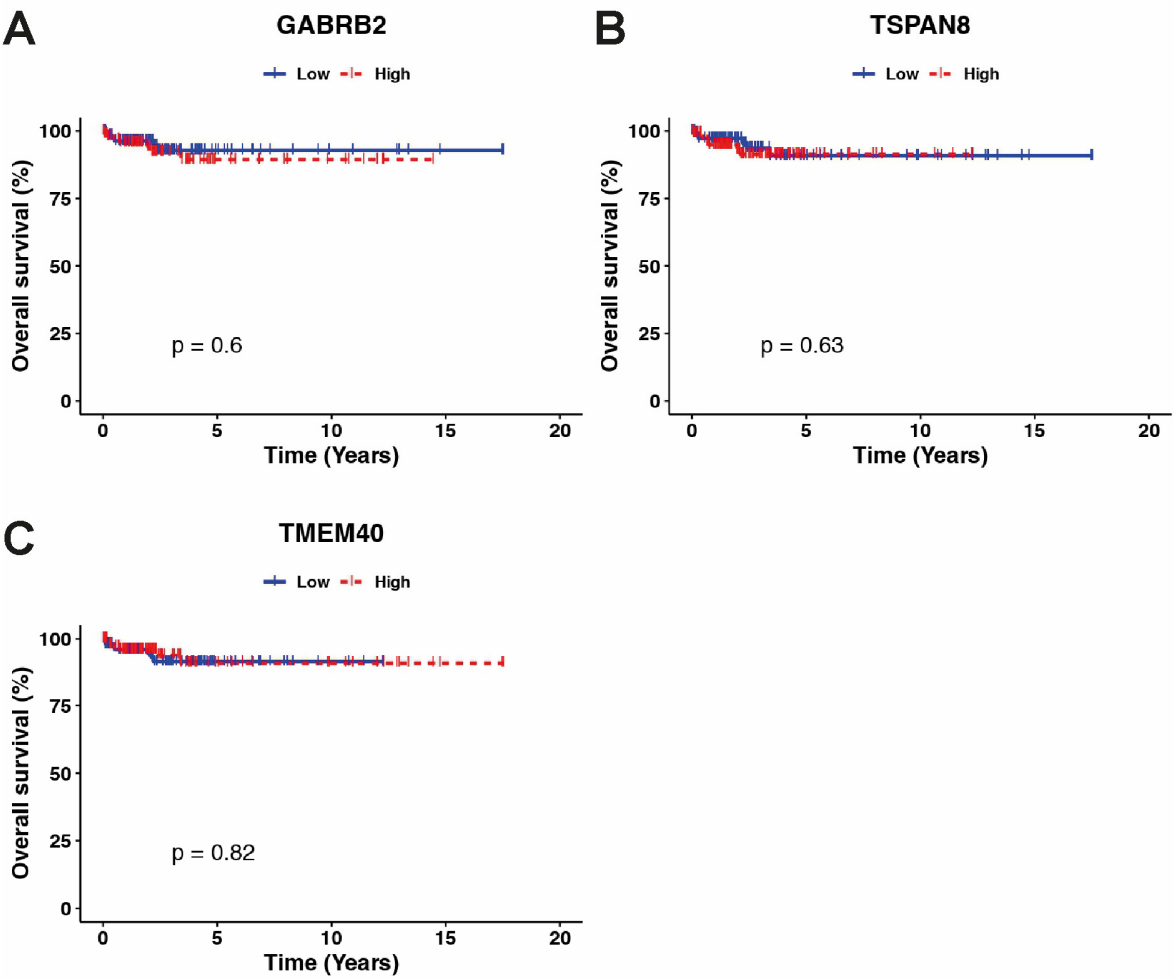 A
GABRB2
Low High
100
75
50
25
0
Overall survival (%)
p = 0.6
0 5 10 15 20
Time (Years)
B
TSPAN8
Low High
100
75
50
25
0
Overall survival (%)
p = 0.63
0 5 10 15 20
Time (Years)
C
TMEM40
Low High
100
75
50
25
0
Overall survival (%)
p = 0.82
0 5 10 15 20
Time (Years)